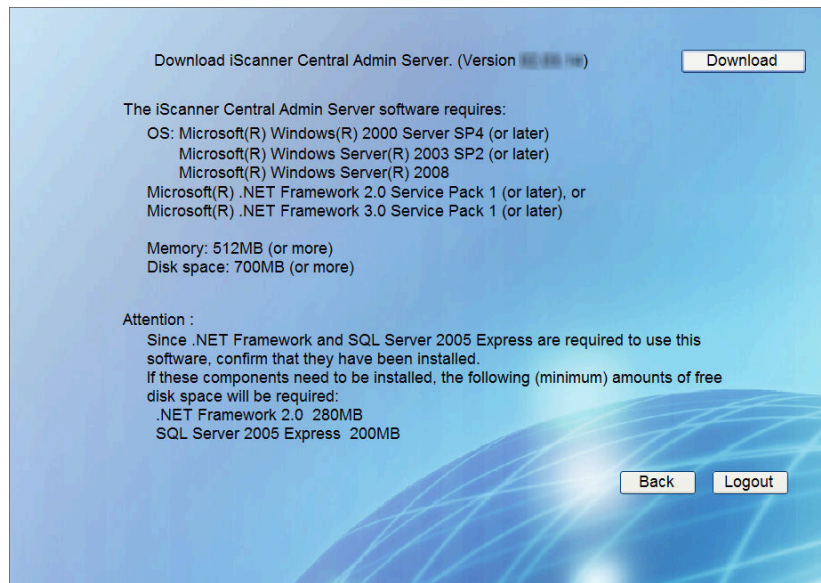 Download iScanner Central Admin Server. (Version )
Download
The iScanner Central Admin Server software requires:
OS: Microsoft(R) Windows(R) 2000 Server SP4 (or later)
Microsoft(R) Windows Server(R) 2003 SP2 (or later)
Microsoft(R) Windows Server(R) 2008
Microsoft(R) .NET Framework 2.0 Service Pack 1 (or later), or
Microsoft(R) .NET Framework 3.0 Service Pack 1 (or later)
Memory: 512MB (or more)
Disk space: 700MB (or more)
Attention :
Since .NET Framework and SQL Server 2005 Express are required to use this
software, confirm that they have been installed.
If these components need to be installed, the following (minimum) amounts of free
disk space will be required:
.NET Framework 2.0  280MB
SQL Server 2005 Express  200MB
Back
Logout